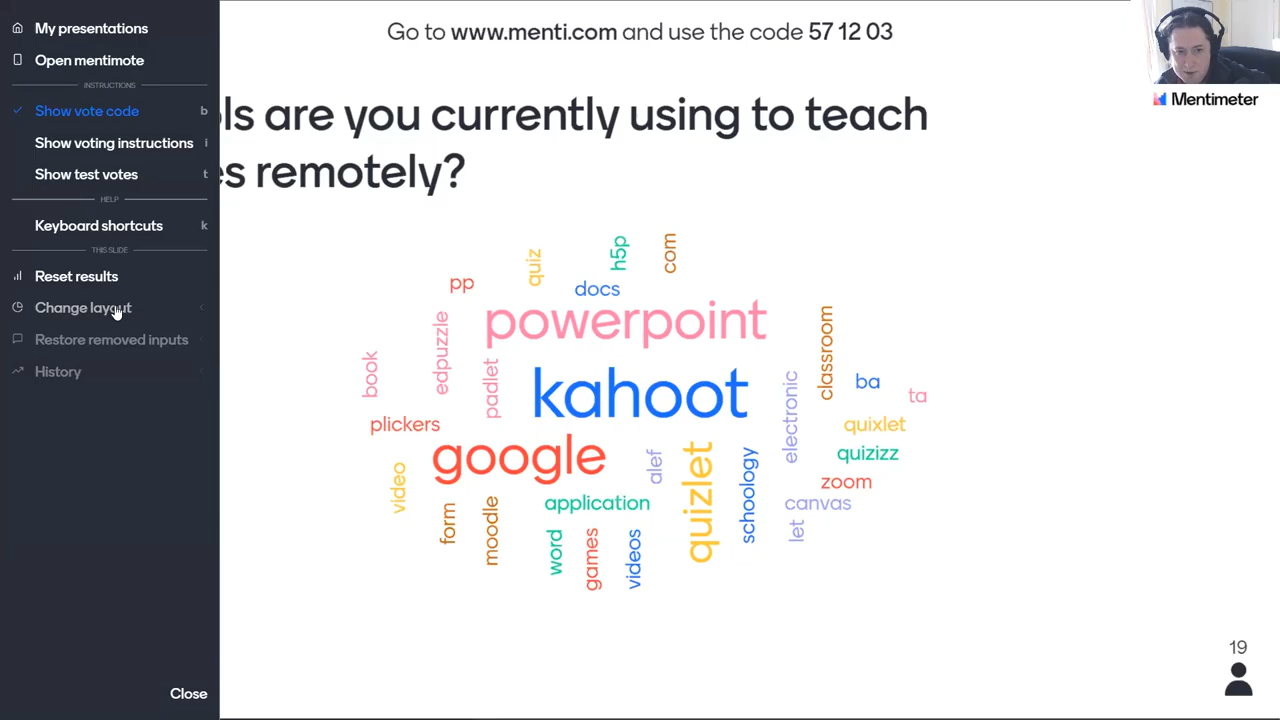 My presentations
Open mentimote
INSTRUCTIONS
Show vote code b
Show voting instructions i
Show test votes t
HELP
Keyboard shortcuts k
THIS SLIDE
Reset results
Change layout
Restore removed inputs
History
Close
Go to www.menti.com and use the code 57 12 03
Mentimeter
ls are you currently using to teach
s remotely?
quiz
h5p
com
pp
docs
powerpoint
edpuzzle
book
padlet
kahoot
classroom
electronic
ba
ta
plickers
quixlet
google
alef
quizlet
schoology
quizizz
video
zoom
application
canvas
form
moodle
let
word
games
videos
19